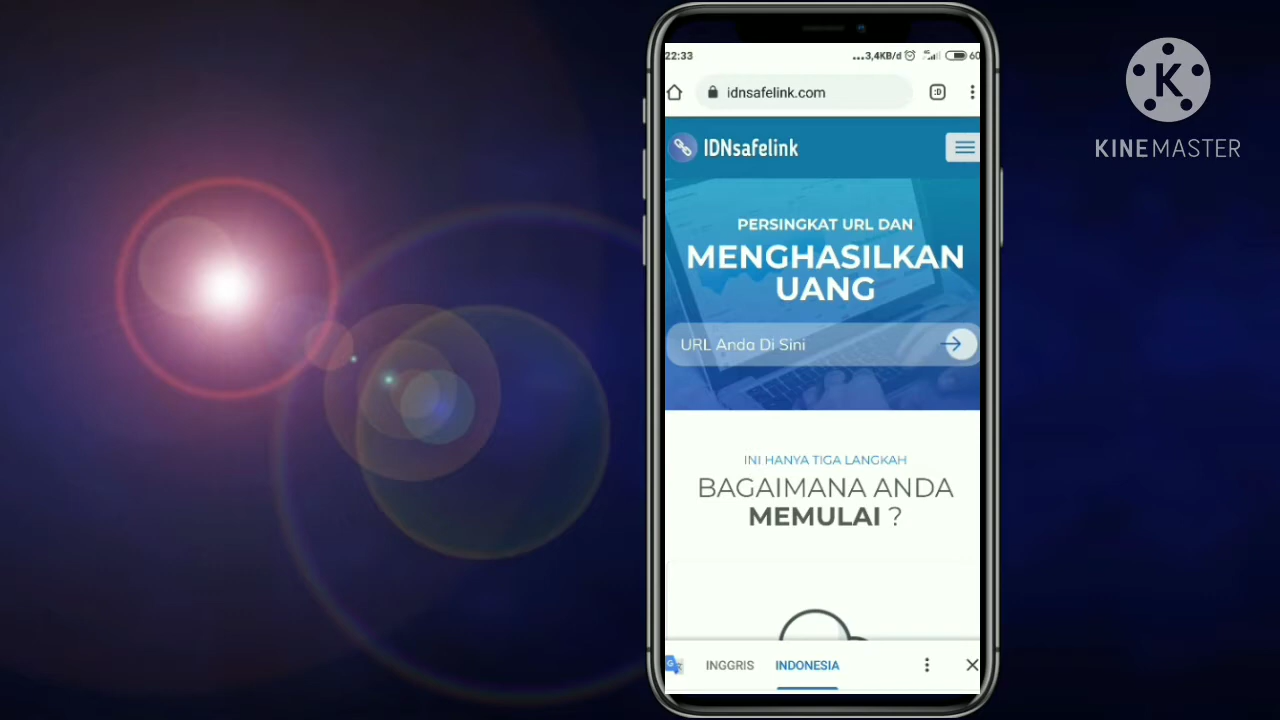 22:33
...3,4KB/d
60
idnsafelink.com
:D
IDNsafelink
PERSINGKAT URL DAN
MENGHASILKAN
UANG
URL Anda Di Sini
INI HANYA TIGA LANGKAH
BAGAIMANA ANDA
MEMULAI ?
INGGRIS
INDONESIA
K
KINEMASTER